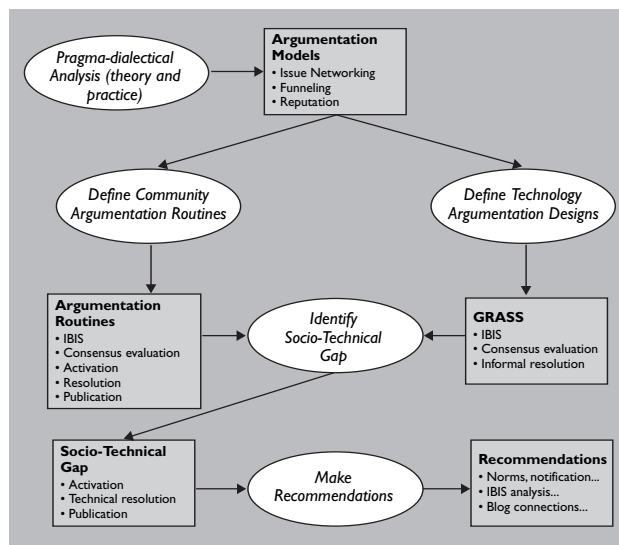 Pragma-dialectical
Analysis (theory and
practice)
Argumentation
Models
• Issue Networking
• Funneling
• Reputation
Define Community
Argumentation Routines
Define Technology
Argumentation Designs
Argumentation
Routines
• IBIS
• Consensus evaluation
• Activation
• Resolution
• Publication
Identify
Socio-Technical
Gap
GRASS
• IBIS
• Consensus evaluation
• Informal resolution
Socio-Technical
Gap
• Activation
• Technical resolution
• Publication
Make
Recommendations
Recommendations
• Norms, notification...
• IBIS analysis...
• Blog connections...